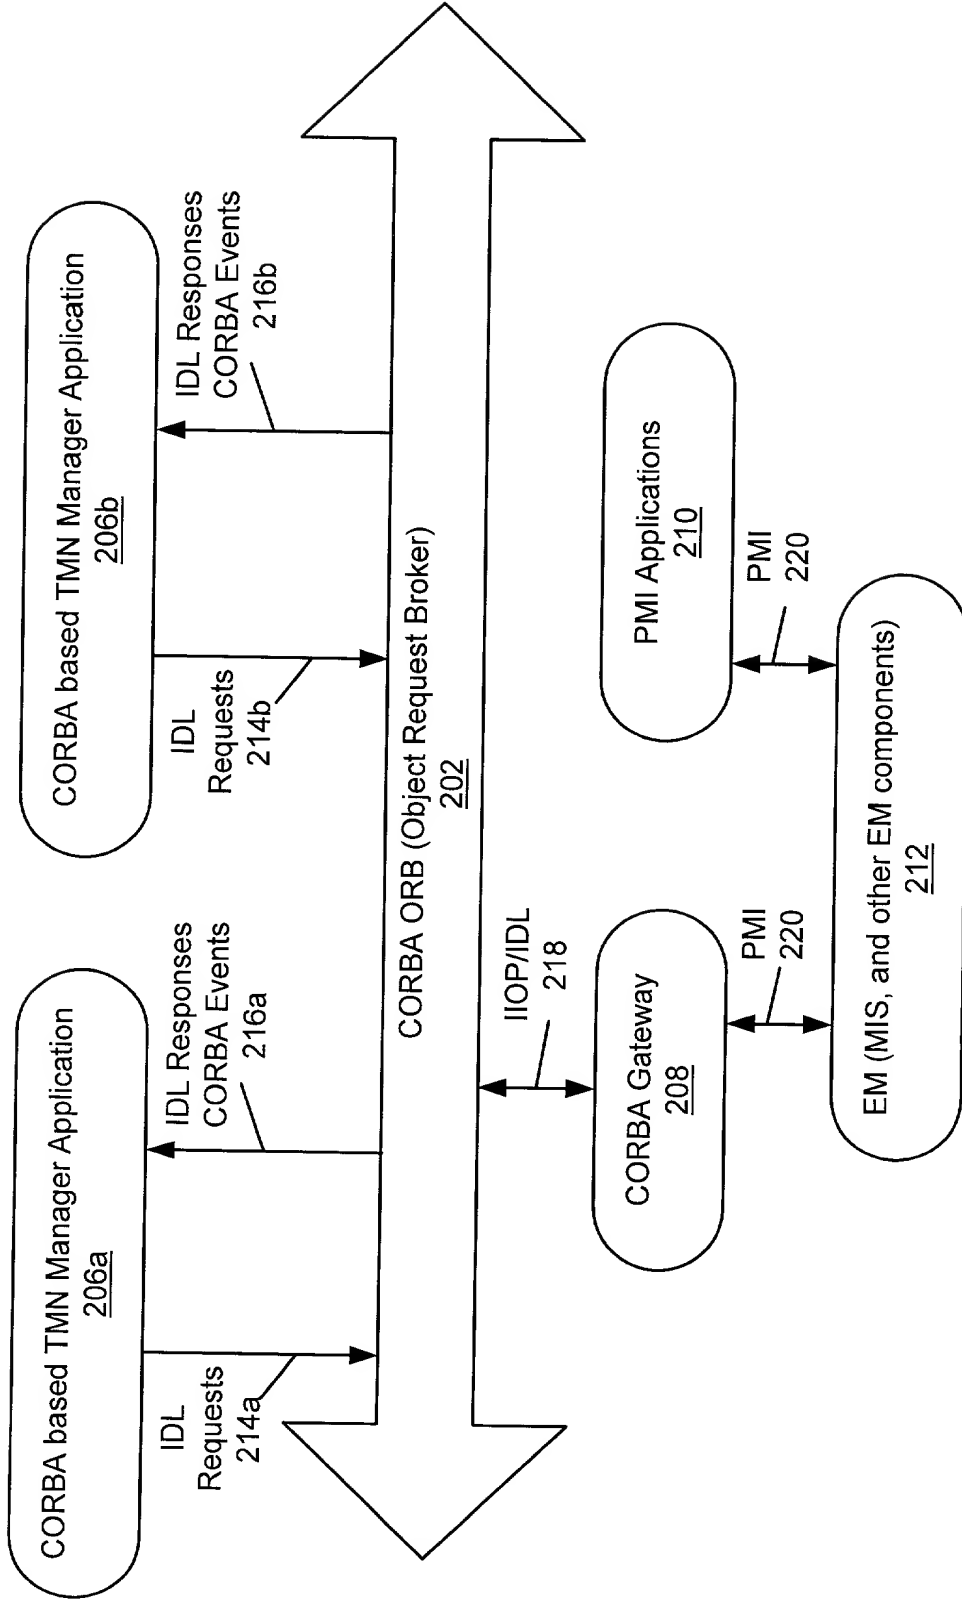 CORBA based TMN Manager Application
206a
CORBA based TMN Manager Application
206b
IDL
Requests
214a
IDL Responses
CORBA Events
216a
IDL
Requests
214b
IDL Responses
CORBA Events
216b
CORBA ORB (Object Request Broker)
202
IIOP/IDL
218
CORBA Gateway
208
PMI Applications
210
PMI
220
PMI
220
EM (MIS, and other EM components)
212